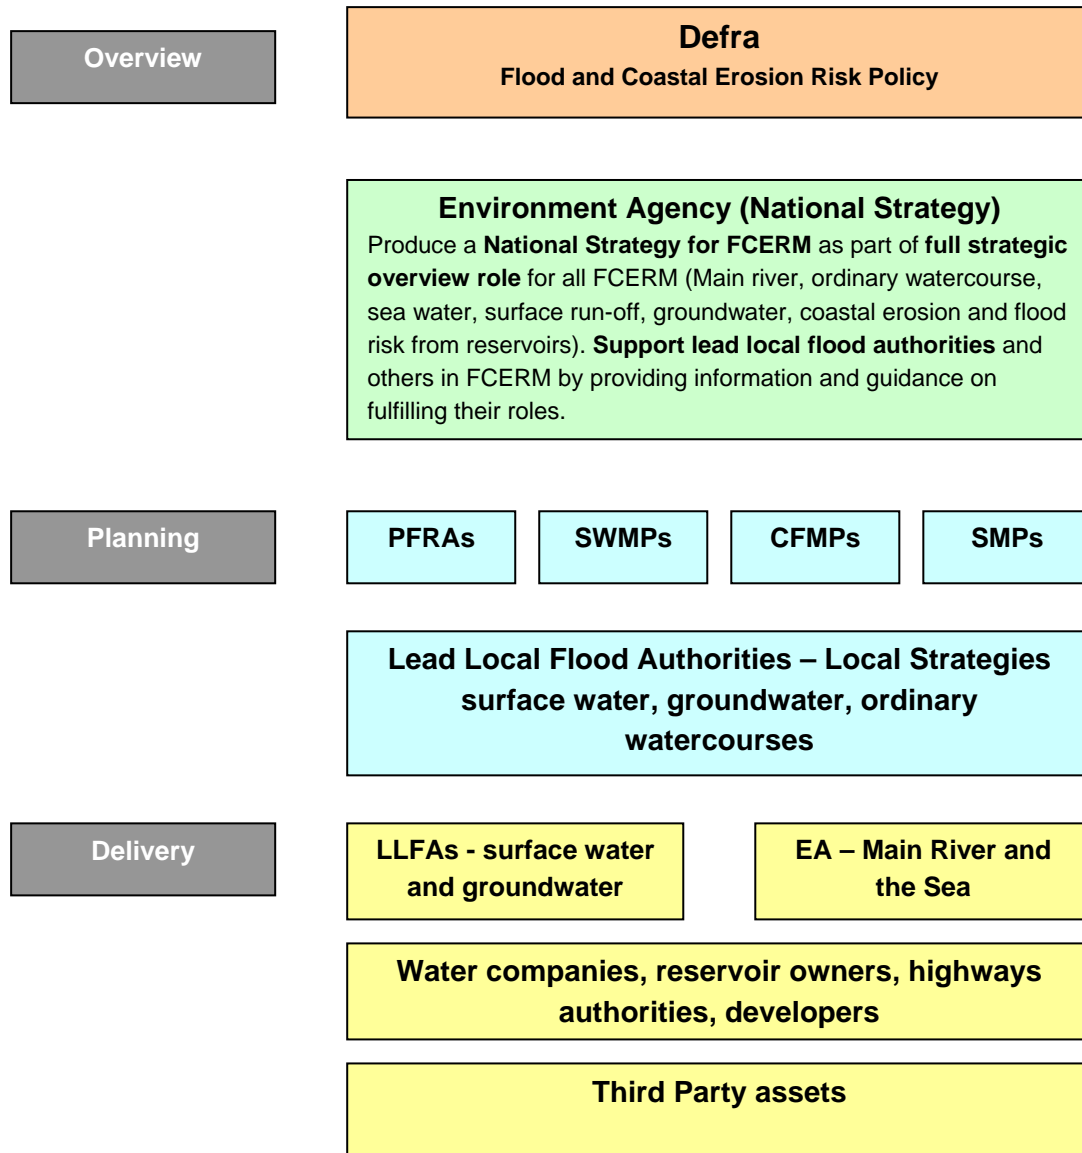 Overview
Defra
Flood and Coastal Erosion Risk Policy
Environment Agency (National Strategy)
Produce a National Strategy for FCERM as part of full strategic
overview role for all FCERM (Main river, ordinary watercourse,
sea water, surface run-off, groundwater, coastal erosion and flood
risk from reservoirs). Support lead local flood authorities and
others in FCERM by providing information and guidance on
fulfilling their roles.
Planning
PFRAs
SWMPs
CFMPs
SMPs
Lead Local Flood Authorities – Local Strategies
surface water, groundwater, ordinary
watercourses
Delivery
LLFAs - surface water
and groundwater
EA – Main River and
the Sea
Water companies, reservoir owners, highways
authorities, developers
Third Party assets